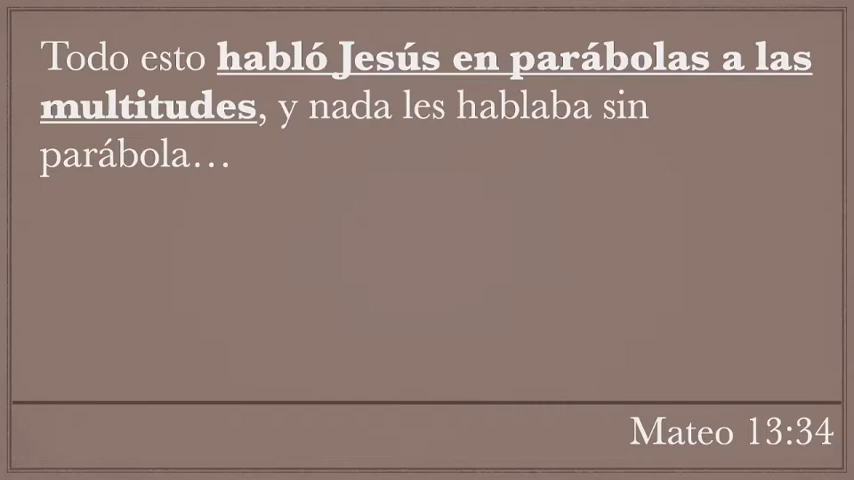 Todo esto habló Jesús en parábolas a las
multitudes, y nada les hablaba sin
parábola…
Mateo 13:34